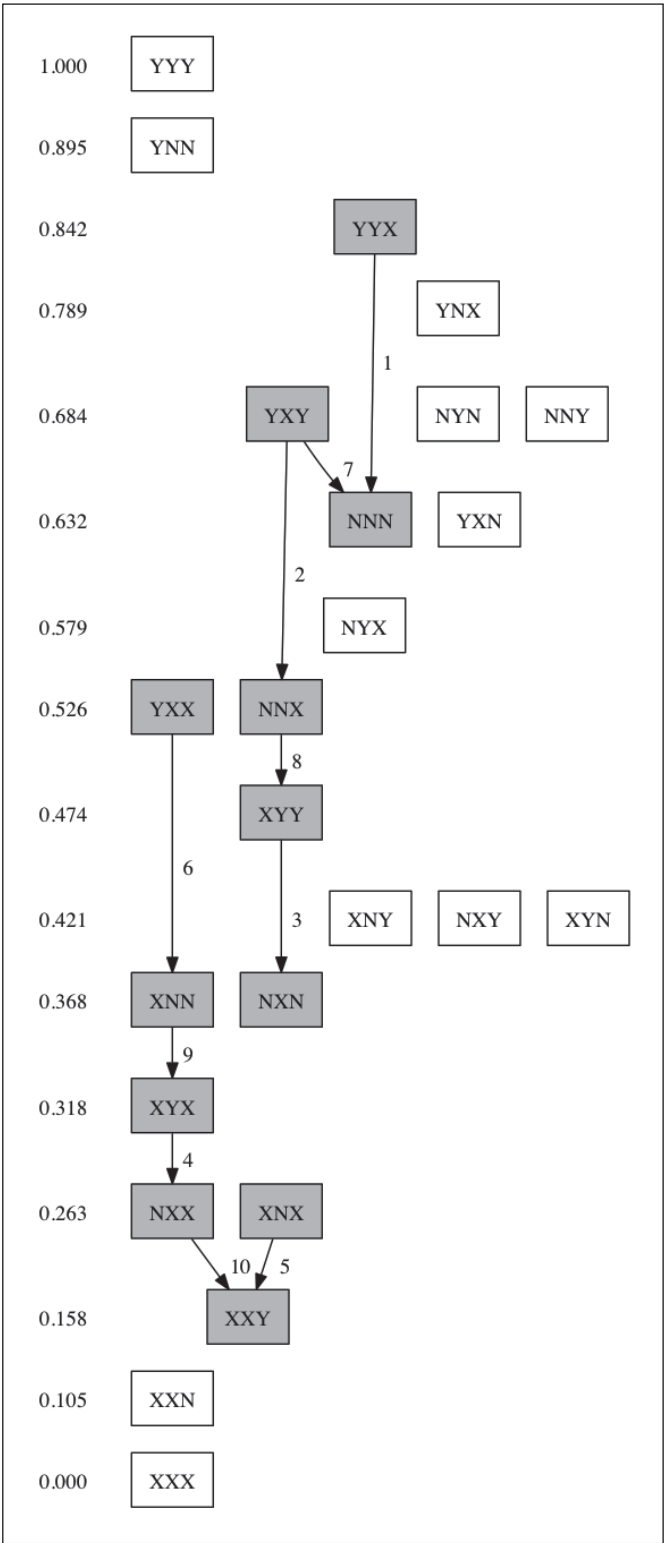 1.000 YYY
0.895 YNN
0.842 YYX
0.789 YNX
1
0.684 YXY NYN NNY
7
0.632 NNN YXN
2
0.579 NYX
0.526 YXX NNX
8
0.474 XYY
6
0.421 3 XNY NXY XYN
0.368 XNN NXN
9
0.318 XYX
4
0.263 NXX XNX
10 5
0.158 XXY
0.105 XXN
0.000 XXX